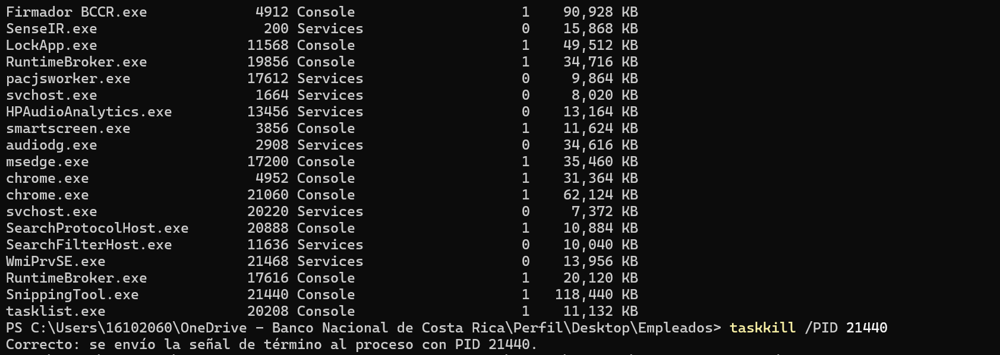 Firmador BCCR.exe 4912 Console 1 90,928 KB
SenseIR.exe 200 Services 0 15,868 KB
LockApp.exe 11568 Console 1 49,512 KB
RuntimeBroker.exe 19856 Console 1 34,716 KB
pacjsworker.exe 17612 Services 0 9,864 KB
svchost.exe 1664 Services 0 8,020 KB
HPAudioAnalytics.exe 13456 Services 0 13,164 KB
smartscreen.exe 3856 Console 1 11,624 KB
audiodg.exe 2908 Services 0 34,616 KB
msedge.exe 17200 Console 1 35,460 KB
chrome.exe 4952 Console 1 31,364 KB
chrome.exe 21060 Console 1 62,124 KB
svchost.exe 20220 Services 0 7,372 KB
SearchProtocolHost.exe 20888 Console 1 10,884 KB
SearchFilterHost.exe 11636 Services 0 10,040 KB
WmiPrvSE.exe 21468 Services 0 13,956 KB
RuntimeBroker.exe 17616 Console 1 20,120 KB
SnippingTool.exe 21440 Console 1 118,440 KB
tasklist.exe 20208 Console 1 11,132 KB
PS C:\Users\16102060\OneDrive - Banco Nacional de Costa Rica\Perfil\Desktop\Empleados> taskkill /PID 21440
Correcto: se envío la señal de término al proceso con PID 21440.